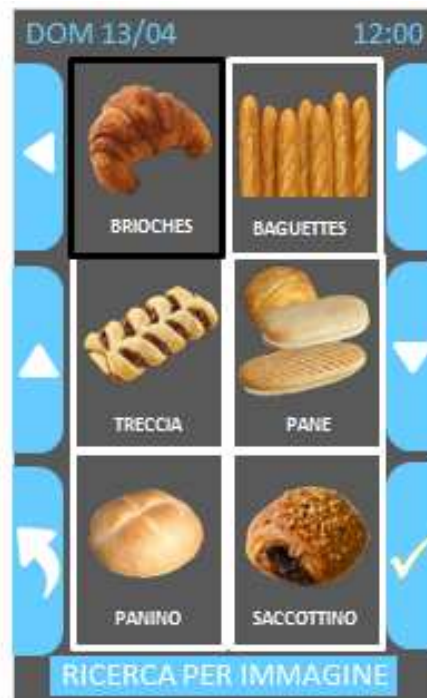 DOM 13/04 12:00
BRIOCHES BAGUETTES
TRECCIA PANE
PANINO SACCOTTINO
RICERCA PER IMMAGINE